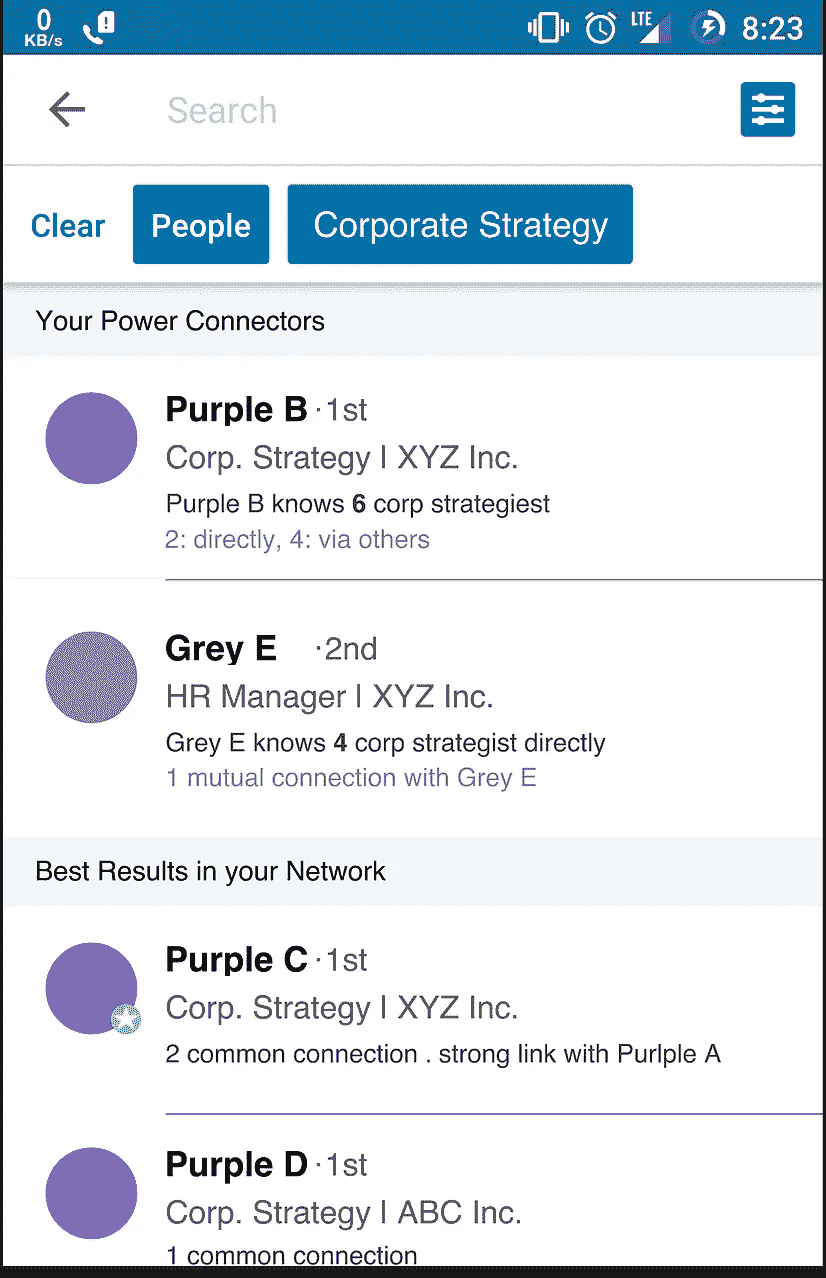 0
KB/s
LTE
8:23
Search
Clear People Corporate Strategy
Your Power Connectors
Purple B · 1st
Corp. Strategy | XYZ Inc.
Purple B knows 6 corp strategiest
2: directly, 4: via others
Grey E ·2nd
HR Manager | XYZ Inc.
Grey E knows 4 corp strategist directly
1 mutual connection with Grey E
Best Results in your Network
Purple C · 1st
Corp. Strategy | XYZ Inc.
2 common connection . strong link with Purlple A
Purple D · 1st
Corp. Strategy | ABC Inc.
1 common connection